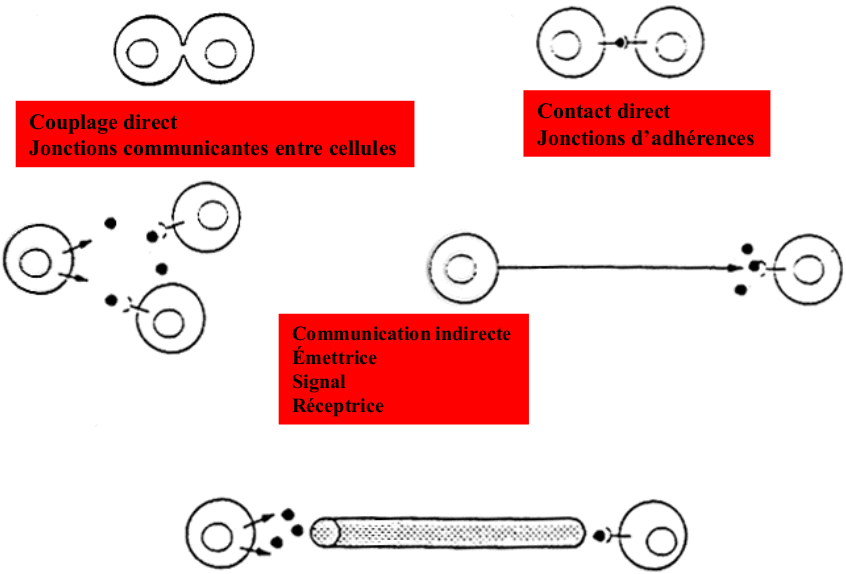 Couplage direct
Jonctions communicantes entre cellules
Contact direct
Jonctions d’adhérences
Communication indirecte
Émettrice
Signal
Réceptrice